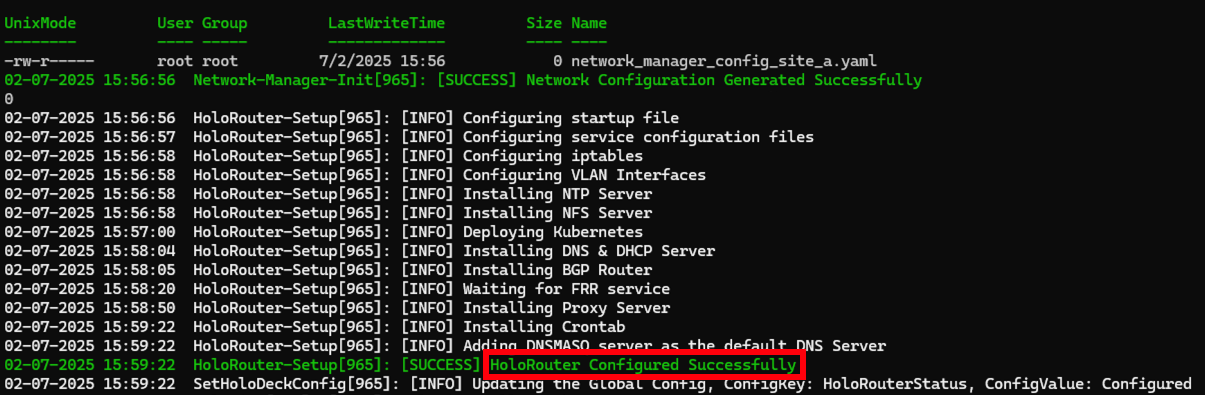 UnixMode         User Group         LastWriteTime         Size Name
--------         ---- -----         -------------         ---- ----
-rw-r-----       root root         7/2/2025 15:56            0 network_manager_config_site_a.yaml
02-07-2025 15:56:56  Network-Manager-Init[965]: [SUCCESS] Network Configuration Generated Successfully
0
02-07-2025 15:56:56  HoloRouter-Setup[965]: [INFO] Configuring startup file
02-07-2025 15:56:57  HoloRouter-Setup[965]: [INFO] Configuring service configuration files
02-07-2025 15:56:58  HoloRouter-Setup[965]: [INFO] Configuring iptables
02-07-2025 15:56:58  HoloRouter-Setup[965]: [INFO] Configuring VLAN Interfaces
02-07-2025 15:56:58  HoloRouter-Setup[965]: [INFO] Installing NTP Server
02-07-2025 15:56:58  HoloRouter-Setup[965]: [INFO] Installing NFS Server
02-07-2025 15:57:00  HoloRouter-Setup[965]: [INFO] Deploying Kubernetes
02-07-2025 15:58:04  HoloRouter-Setup[965]: [INFO] Installing DNS & DHCP Server
02-07-2025 15:58:05  HoloRouter-Setup[965]: [INFO] Installing BGP Router
02-07-2025 15:58:20  HoloRouter-Setup[965]: [INFO] Waiting for FRR service
02-07-2025 15:58:50  HoloRouter-Setup[965]: [INFO] Installing Proxy Server
02-07-2025 15:59:22  HoloRouter-Setup[965]: [INFO] Installing Crontab
02-07-2025 15:59:22  HoloRouter-Setup[965]: [INFO] Adding DNSMASQ server as the default DNS Server
02-07-2025 15:59:22  HoloRouter-Setup[965]: [SUCCESS] HoloRouter Configured Successfully
02-07-2025 15:59:22  SetHoloDeckConfig[965]: [INFO] Updating the Global Config, ConfigKey: HoloRouterStatus, ConfigValue: Configured